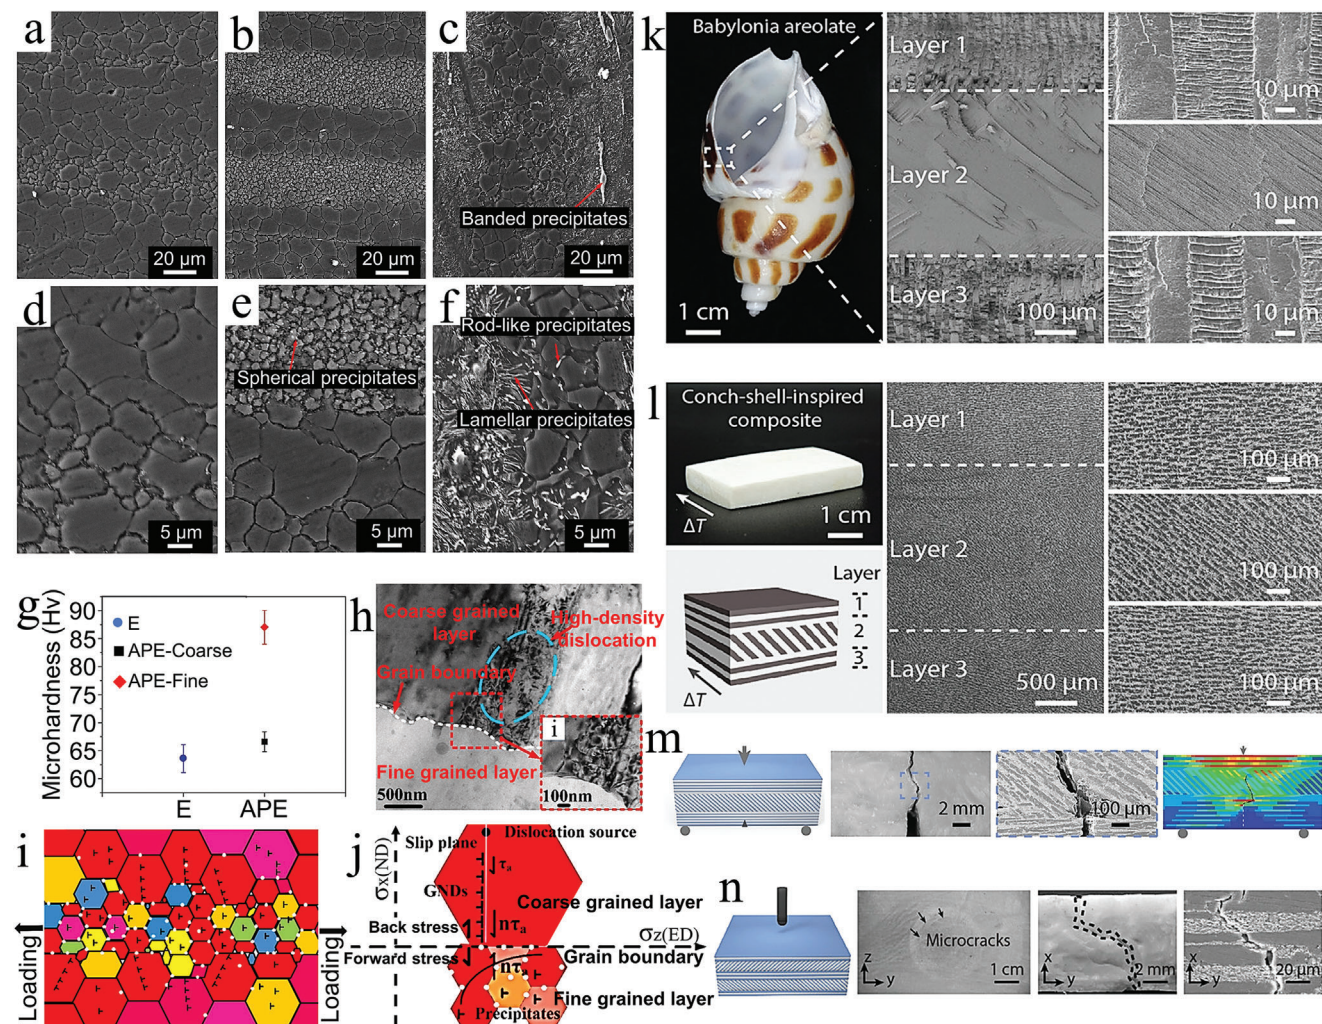 a
b
c
Banded precipitates
20 μm
20 μm
20 μm
d
e
f
Spherical precipitates
Rod-like precipitates
Lamellar precipitates
5 μm
5 μm
5 μm
g
Microhardness (Hv)
90
85
80
75
70
65
60
E
APE-Coarse
APE-Fine
E
APE
h
Coarse grained
layer
High-density
dislocation
Grain boundary
Fine grained layer
500nm
i
100nm
i
Loading
Loading
j
σx(ND)
Slip plane
Dislocation source
τa
GNDs
Coarse grained layer
Back stress
nτa
σz(ED)
Forward stress
nτa
Grain boundary
Fine grained layer
Precipitates
k
Babylonia areolate
1 cm
Layer 1
Layer 2
Layer 3
100 μm
10 μm
10 μm
10 μm
l
Conch-shell-inspired
composite
ΔT
1 cm
Layer
1
2
3
ΔT
Layer 1
Layer 2
Layer 3
500 μm
100 μm
100 μm
100 μm
m
2 mm
100 μm
n
Microcracks
z
y
1 cm
x
y
2 mm
x
y
20 μm